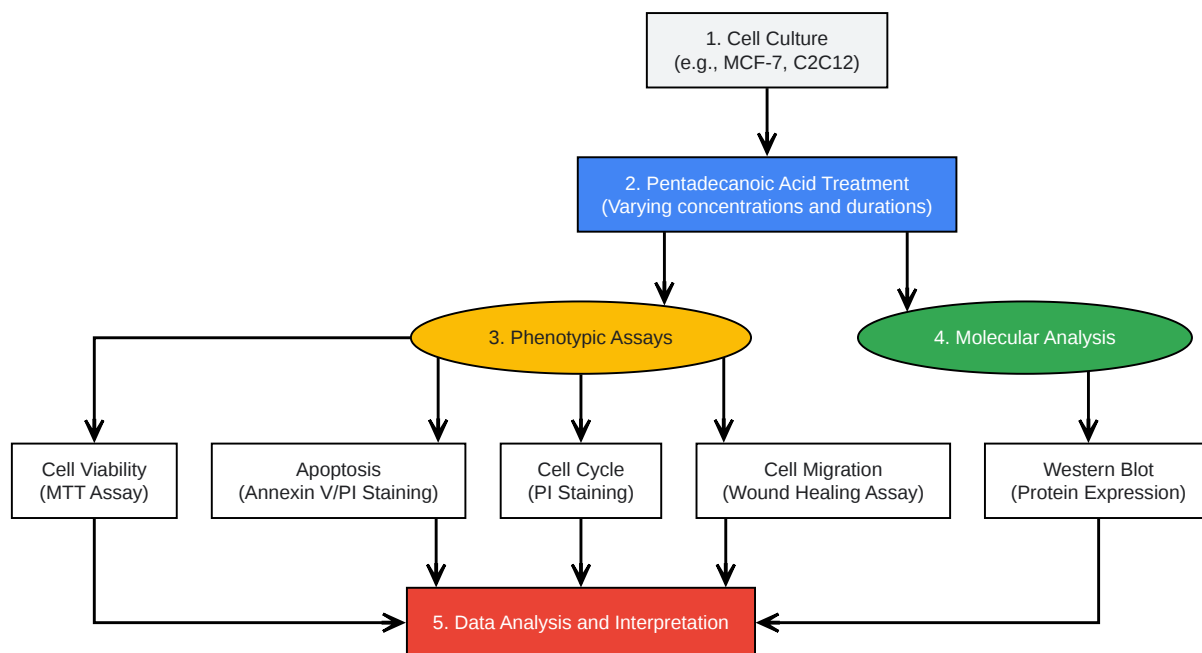 1. Cell Culture
(e.g., MCF-7, C2C12)
2. Pentadecanoic Acid Treatment
(Varying concentrations and durations)
3. Phenotypic Assays
4. Molecular Analysis
Cell Viability
(MTT Assay)
Apoptosis
(Annexin V/PI Staining)
Cell Cycle
(PI Staining)
Cell Migration
(Wound Healing Assay)
Western Blot
(Protein Expression)
5. Data Analysis and Interpretation